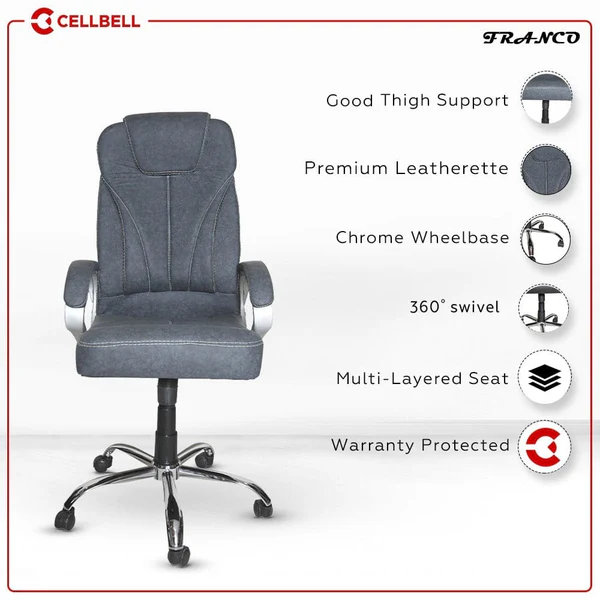 CELLBELL
FRANCO
Good Thigh Support
Premium Leatherette
Chrome Wheelbase
360° swivel
Multi-Layered Seat
Warranty Protected